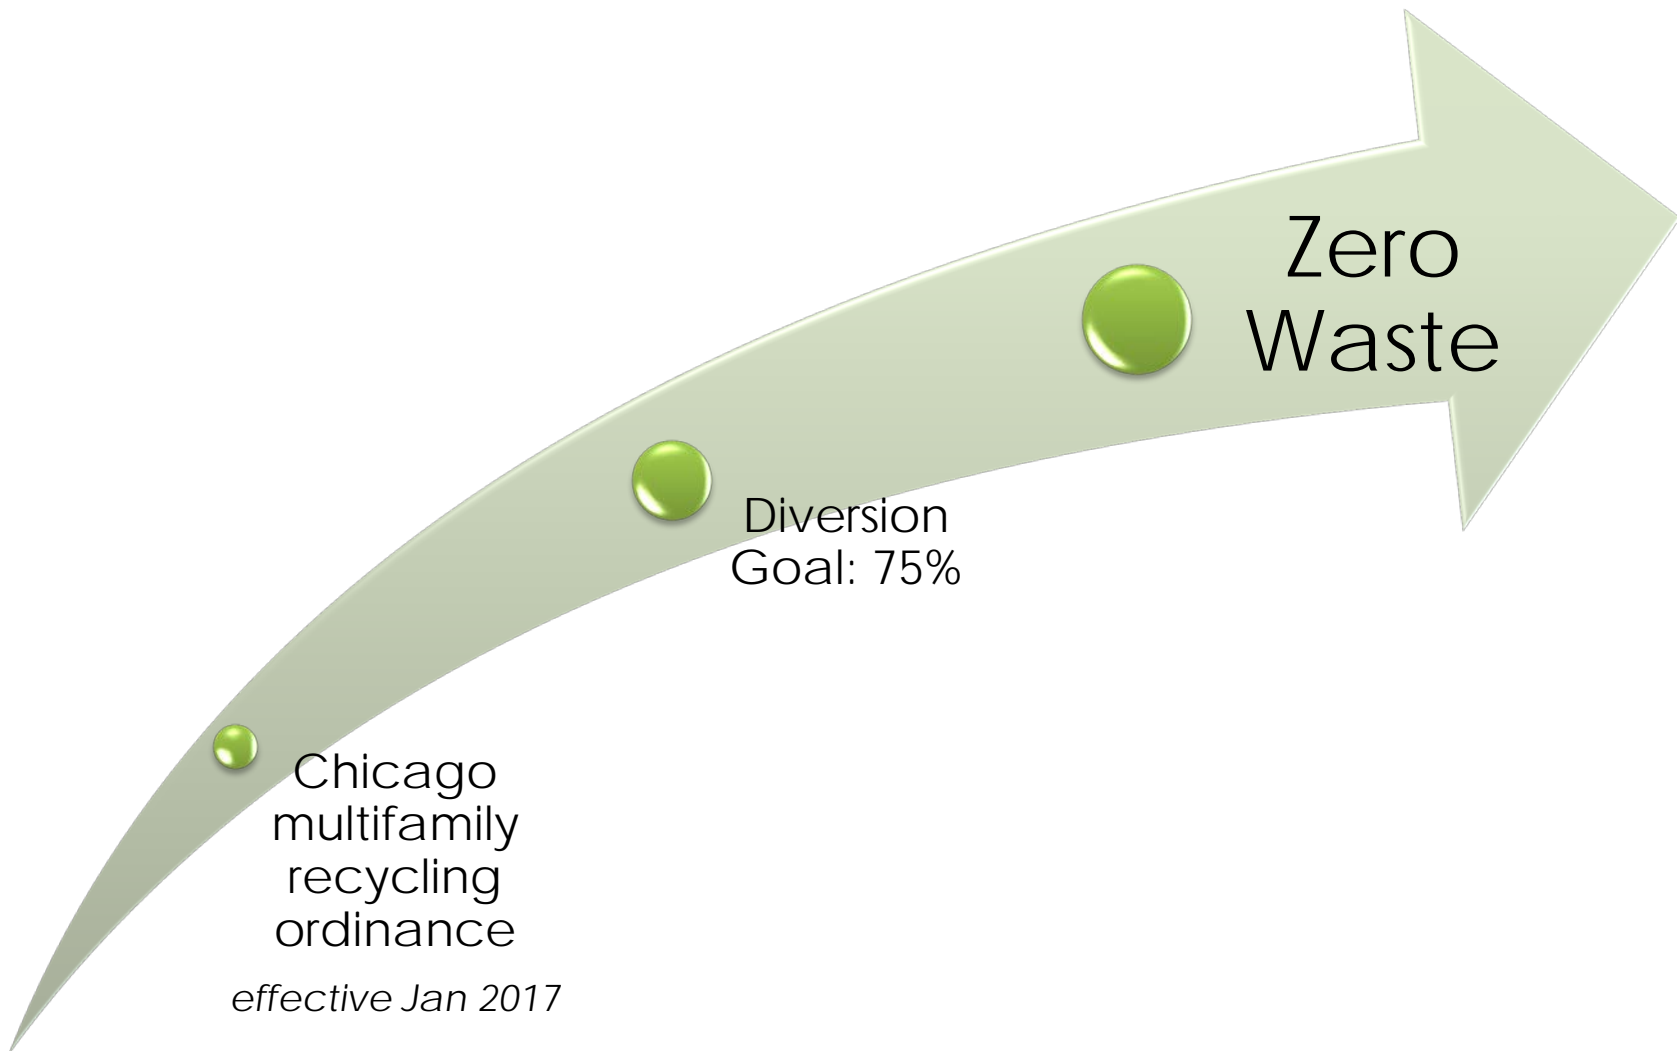 Zero
Waste
Diversion
Goal: 75%
Chicago
multifamily
recycling
ordinance
effective Jan 2017